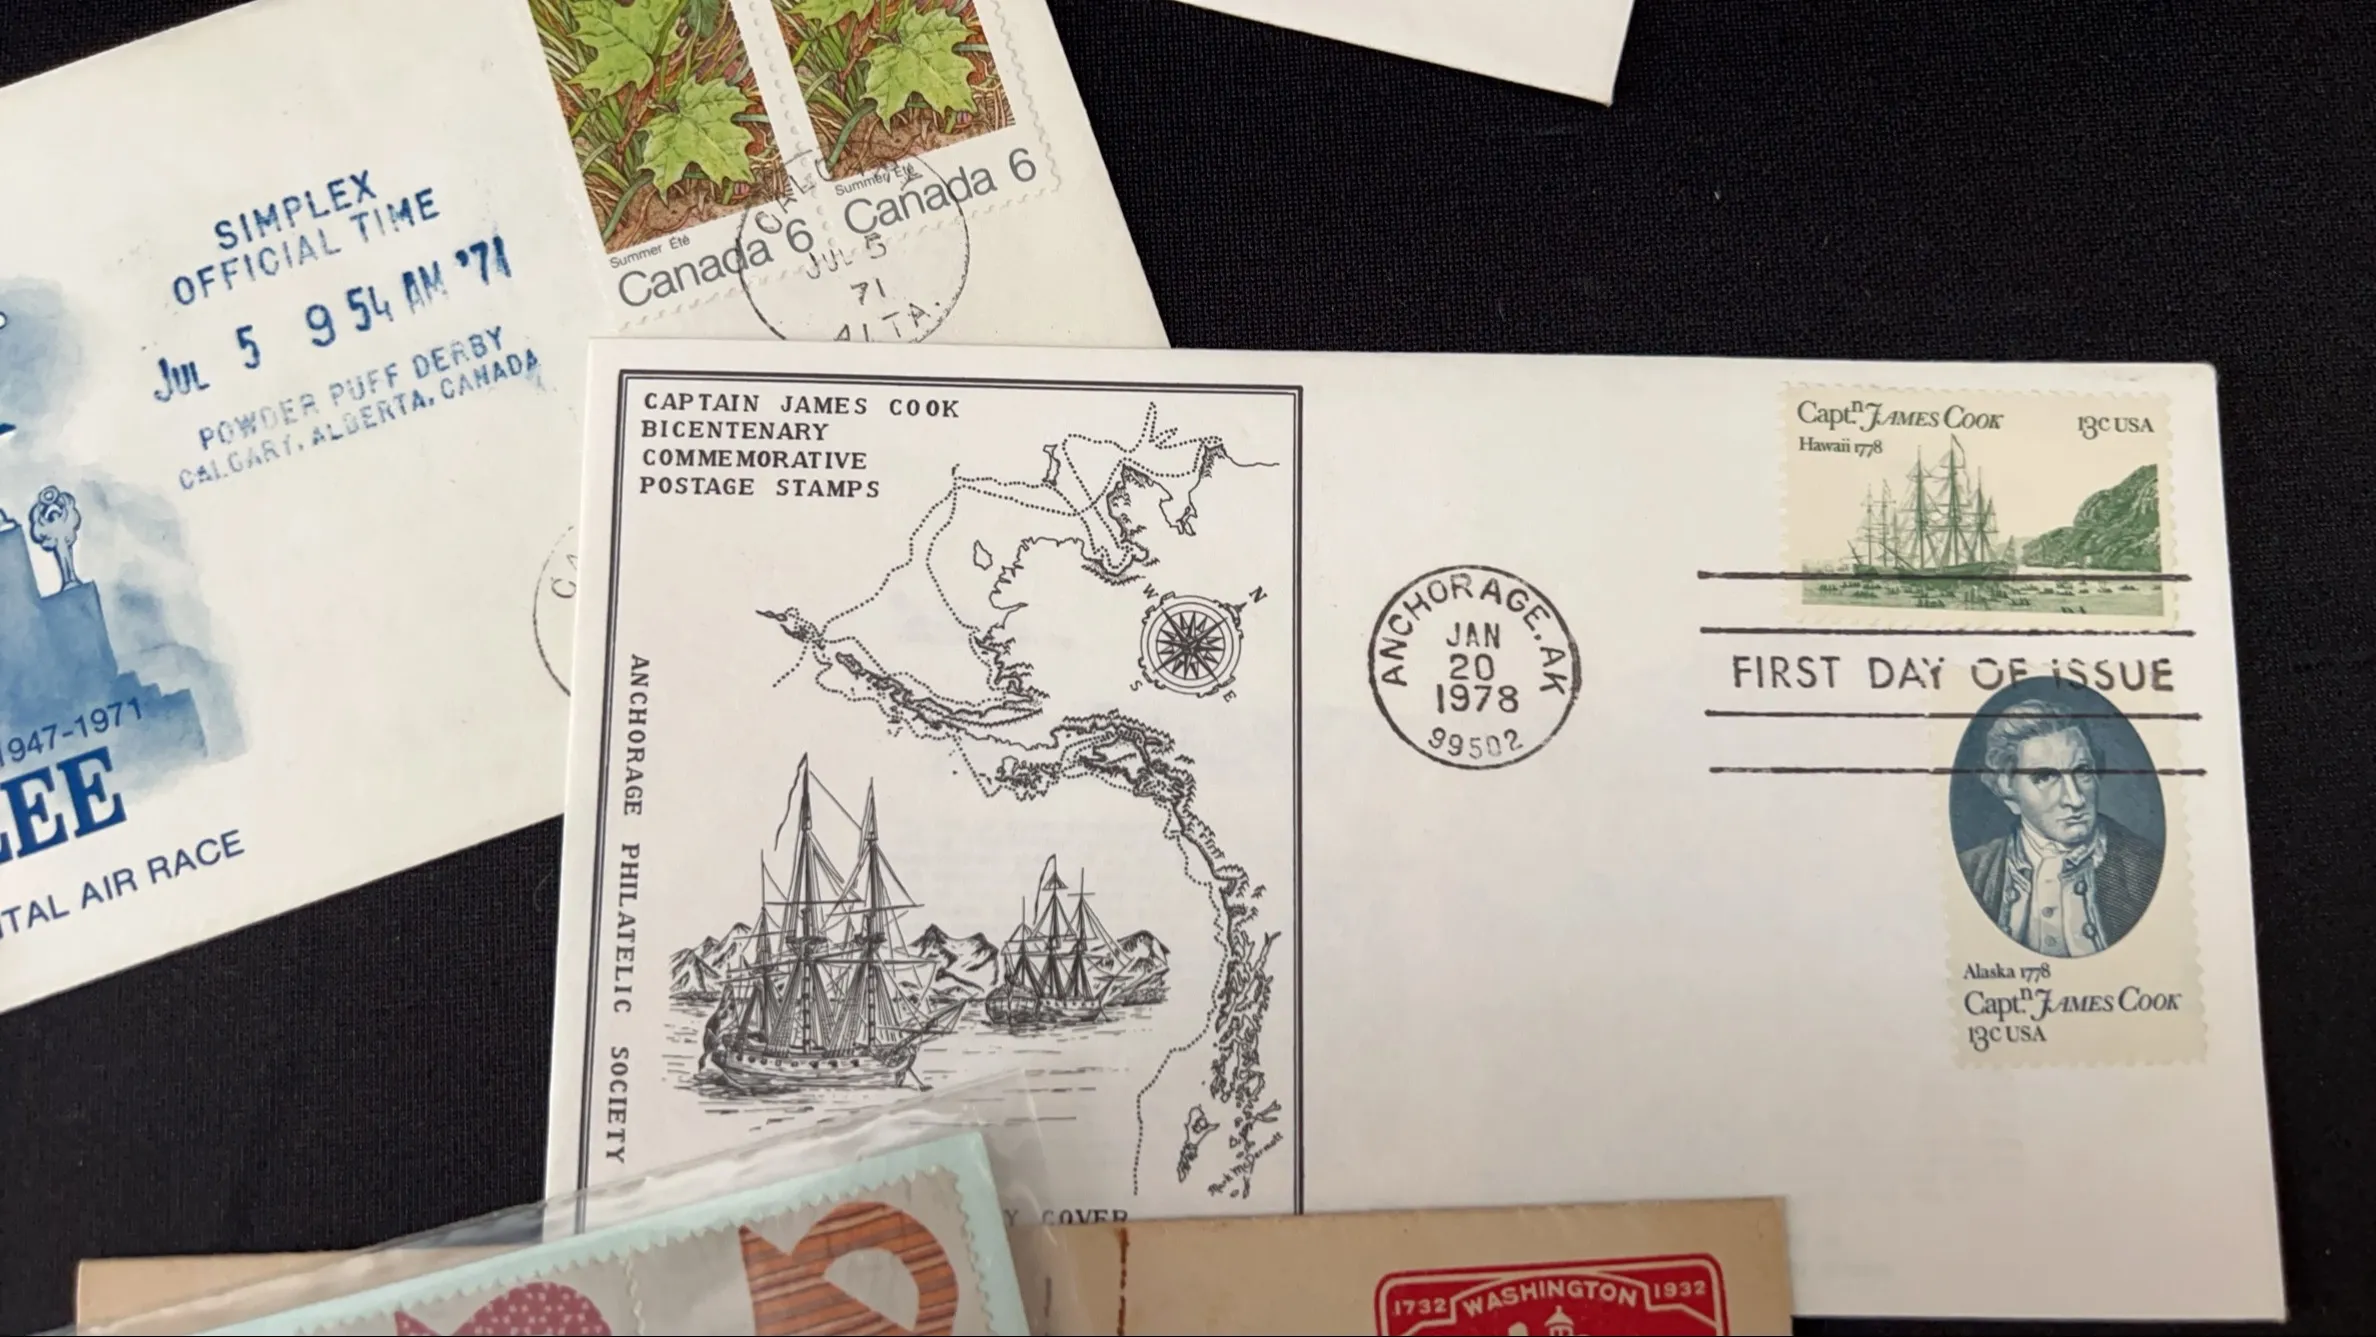 SIMPLEX
OFFICIAL TIME
JUL 5 9 54 AM '71
POWDER PUFF DERBY
CALGARY, ALBERTA, CANADA
1947-1971
AIR RACE
Summer Été
Canada 6
Summer Été
Canada 6
JUL 5
71
ALTA.
CAPTAIN JAMES COOK
BICENTENARY
COMMEMORATIVE
POSTAGE STAMPS
ANCHORAGE PHILATELIC SOCIETY
N
W
S
E
COVER
ANCHORAGE, AK
JAN
20
1978
99502
Captn. JAMES COOK
Hawaii 1778
13c USA
FIRST DAY OF ISSUE
Alaska 1778
Captn. JAMES COOK
13c USA
1732 WASHINGTON 1932